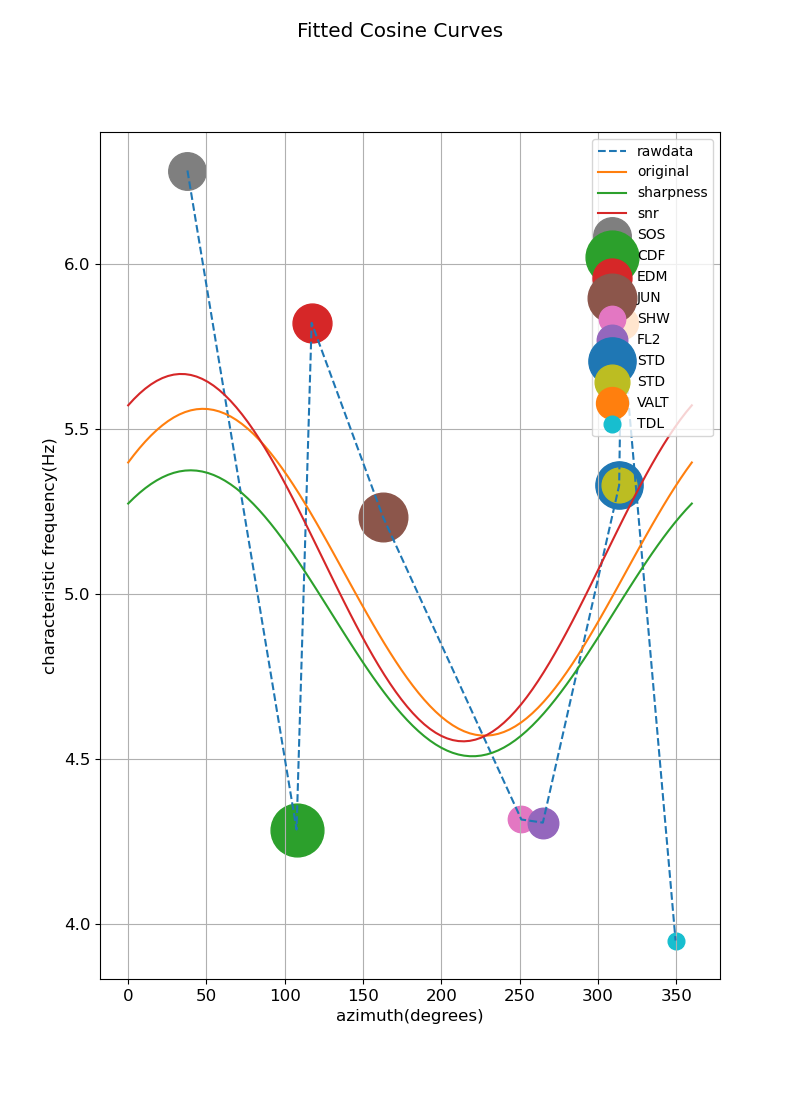 Fitted Cosine Curves
rawdata
original
sharpness
snr
SOS
CDF
EDM
JUN
SHW
FL2
STD
STD
VALT
TDL
6.0
5.5
5.0
4.5
4.0
characteristic frequency(Hz)
0 50 100 150 200 250 300 350
azimuth(degrees)